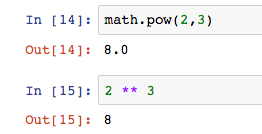 In [14]: math.pow(2,3)
Out[14]: 8.0
In [15]: 2 ** 3
Out[15]: 8